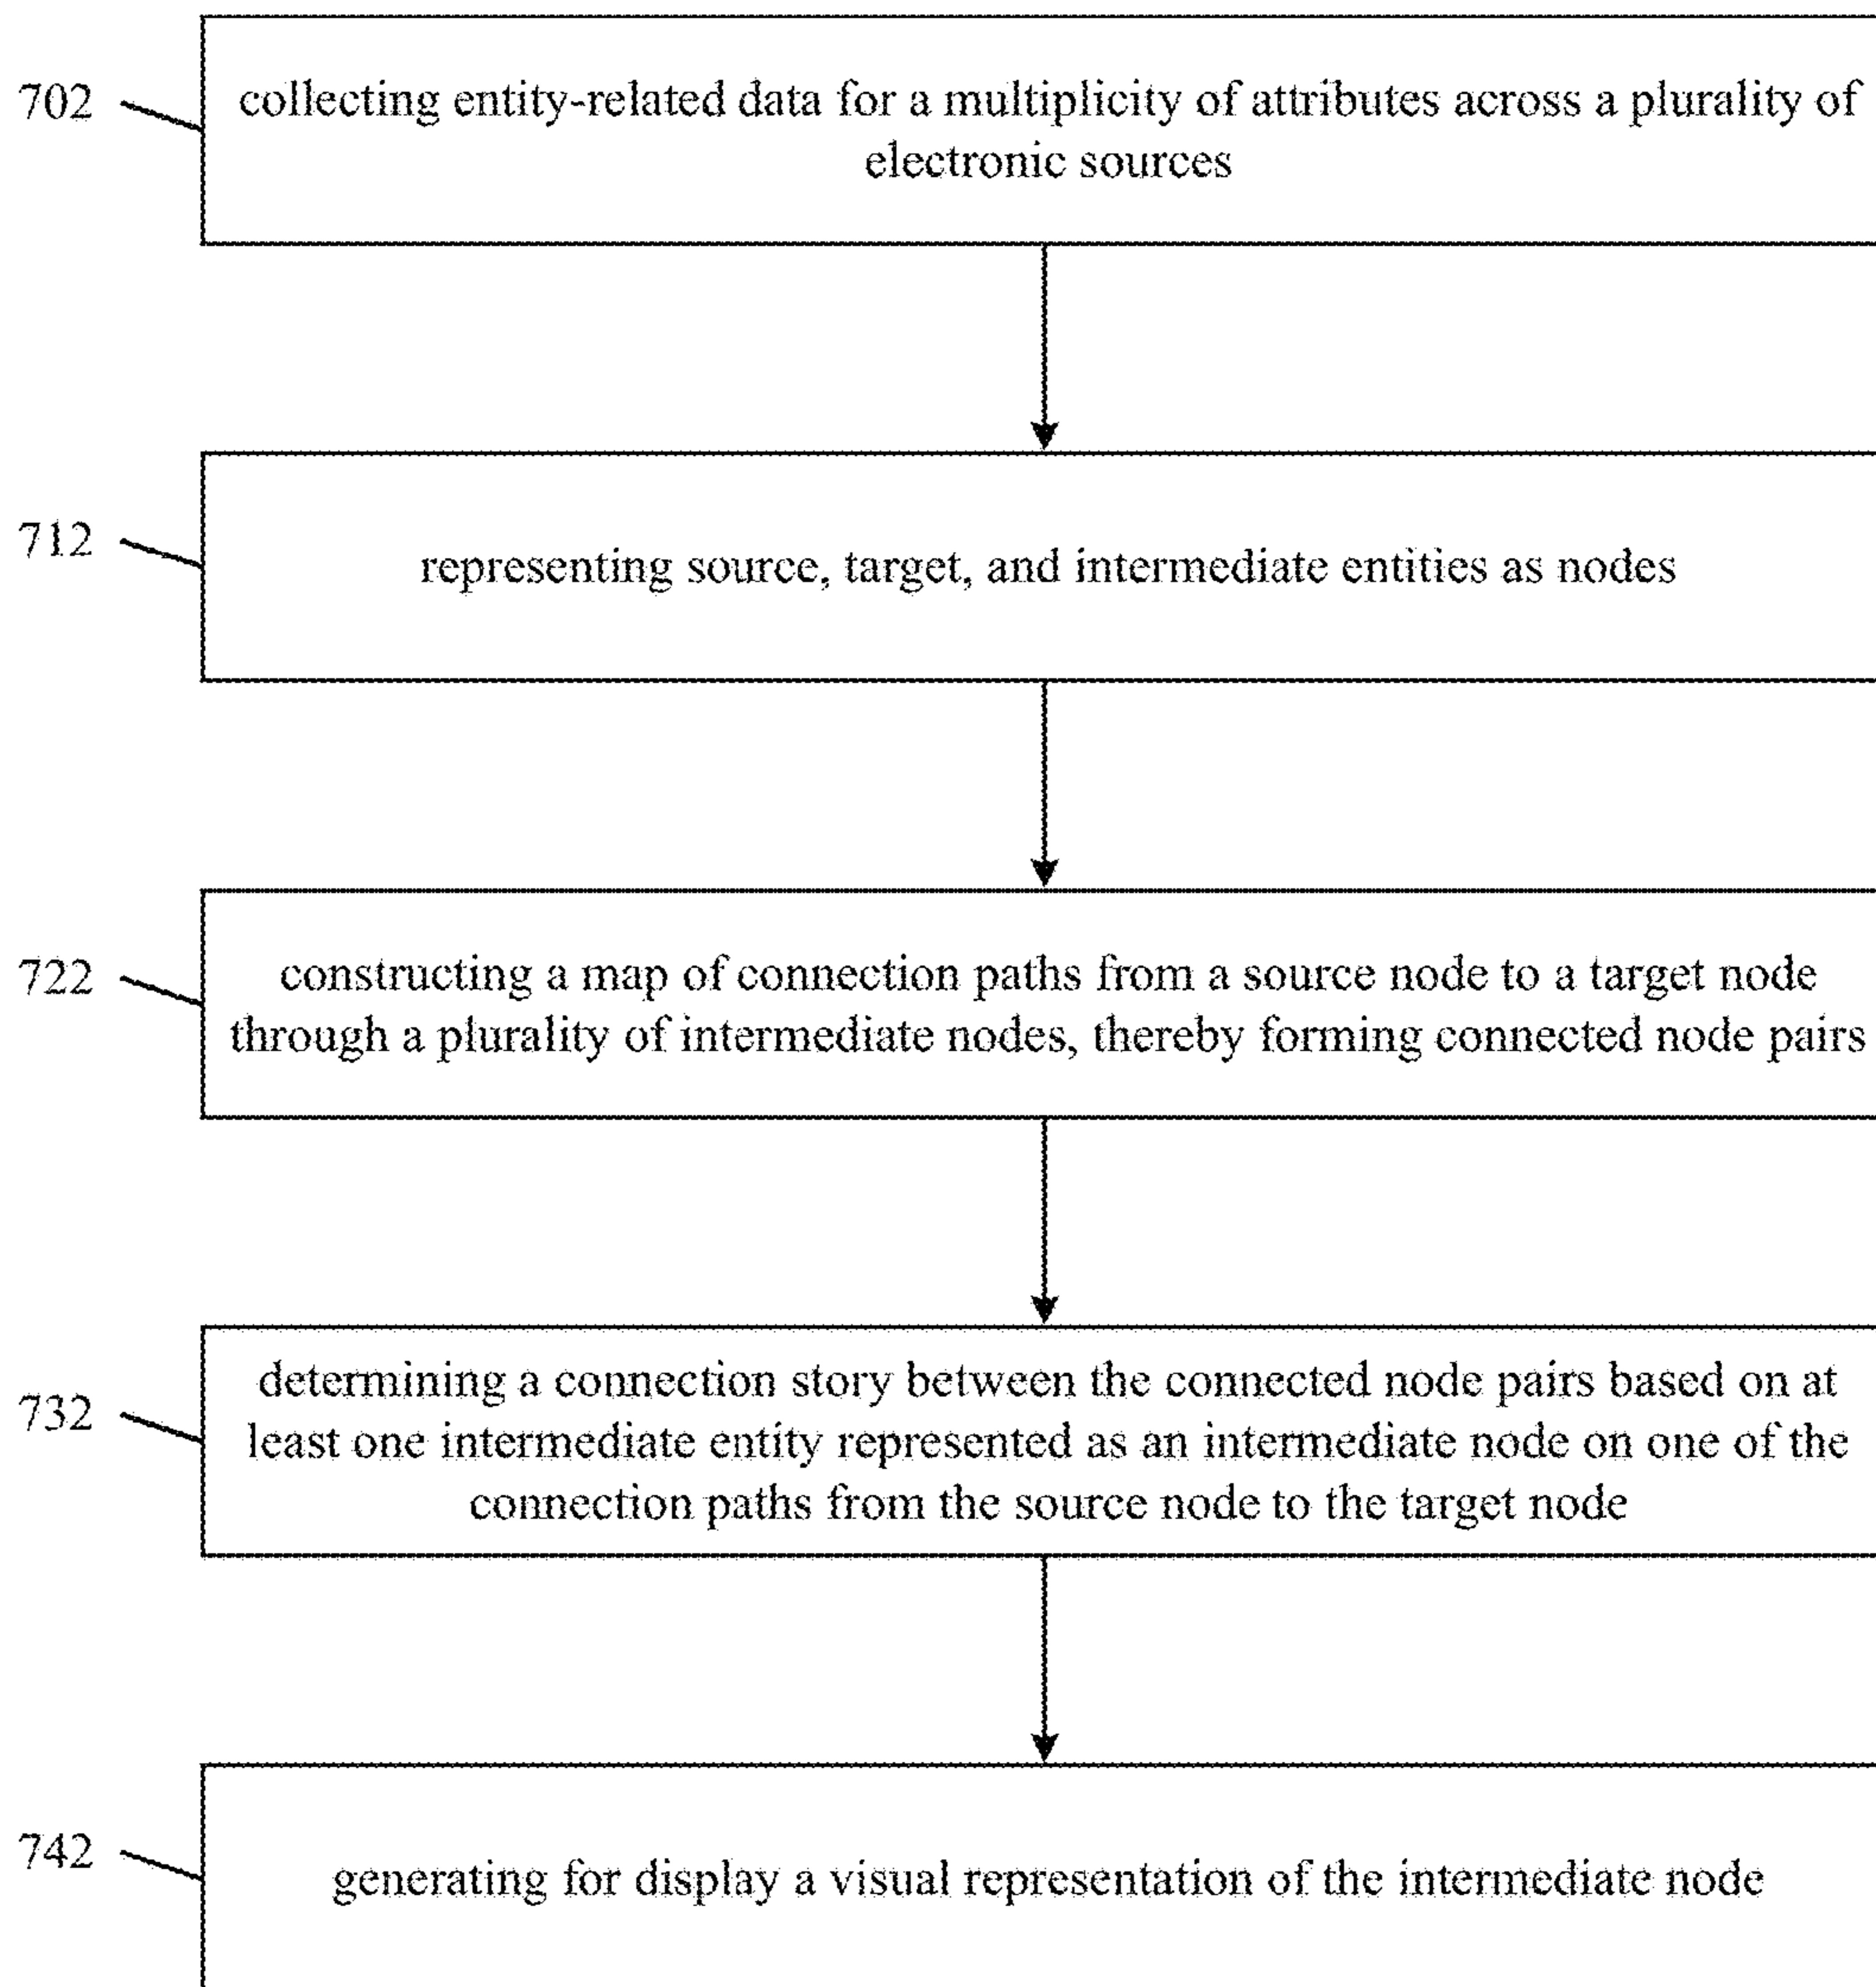 702
collecting entity-related data for a multiplicity of attributes across a plurality of
electronic sources
712
representing source, target, and intermediate entities as nodes
722
constructing a map of connection paths from a source node to a target node
through a plurality of intermediate nodes, thereby forming connected node pairs
732
determining a connection story between the connected node pairs based on at
least one intermediate entity represented as an intermediate node on one of the
connection paths from the source node to the target node
742
generating for display a visual representation of the intermediate node